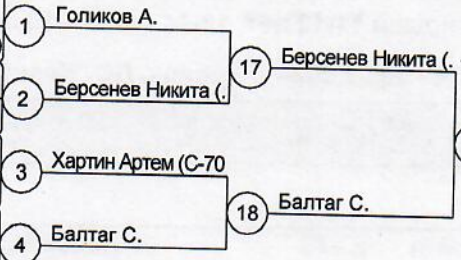 1 Голиков А.
2 Берсенев Никита (.
17 Берсенев Никита (.
3 Хартин Артем (С-70
4 Балтаг С.
18 Балтаг С.